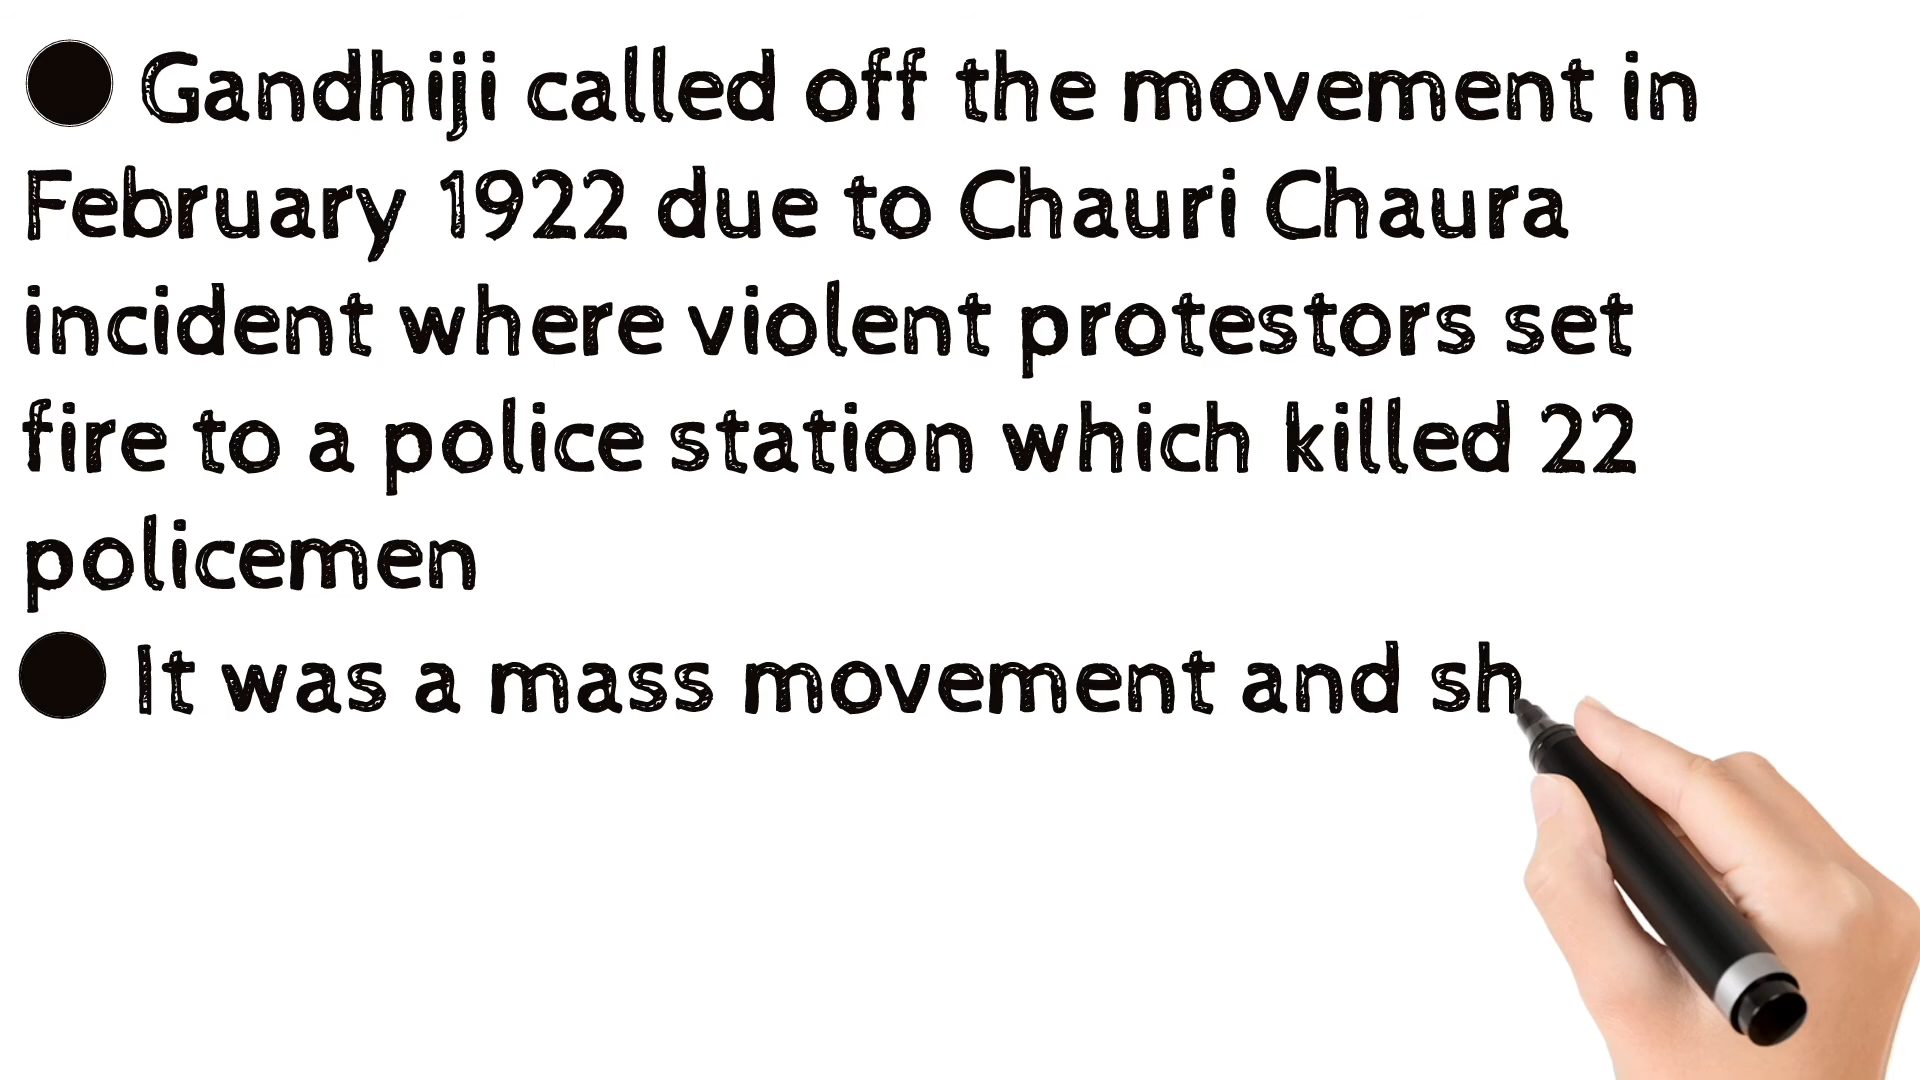 ● Gandhiji called off the movement in
February 1922 due to Chauri Chaura
incident where violent protestors set
fire to a police station which killed 22
policemen
● It was a mass movement and sh